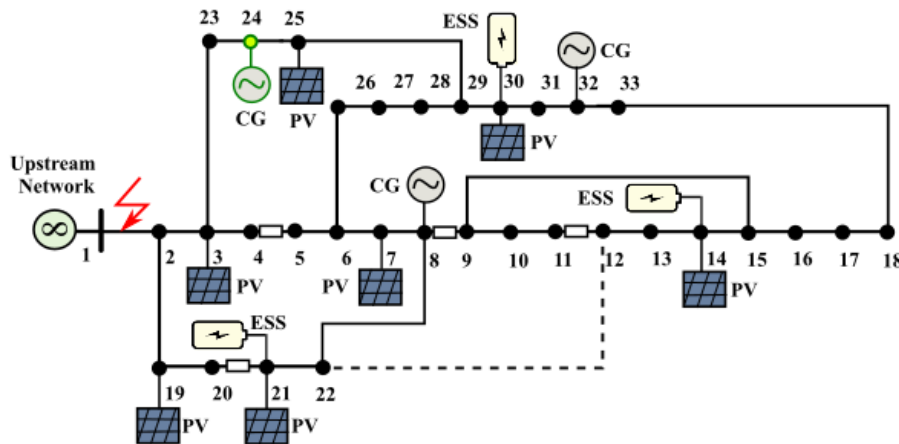 23 24 25
ESS
CG
26 27 28 29 30 31 32 33
CG
PV
PV
Upstream
Network
CG
ESS
1 2 3 4 5 6 7 8 9 10 11 12 13 14 15 16 17 18
PV
PV
PV
ESS
19 20 21 22
PV
PV